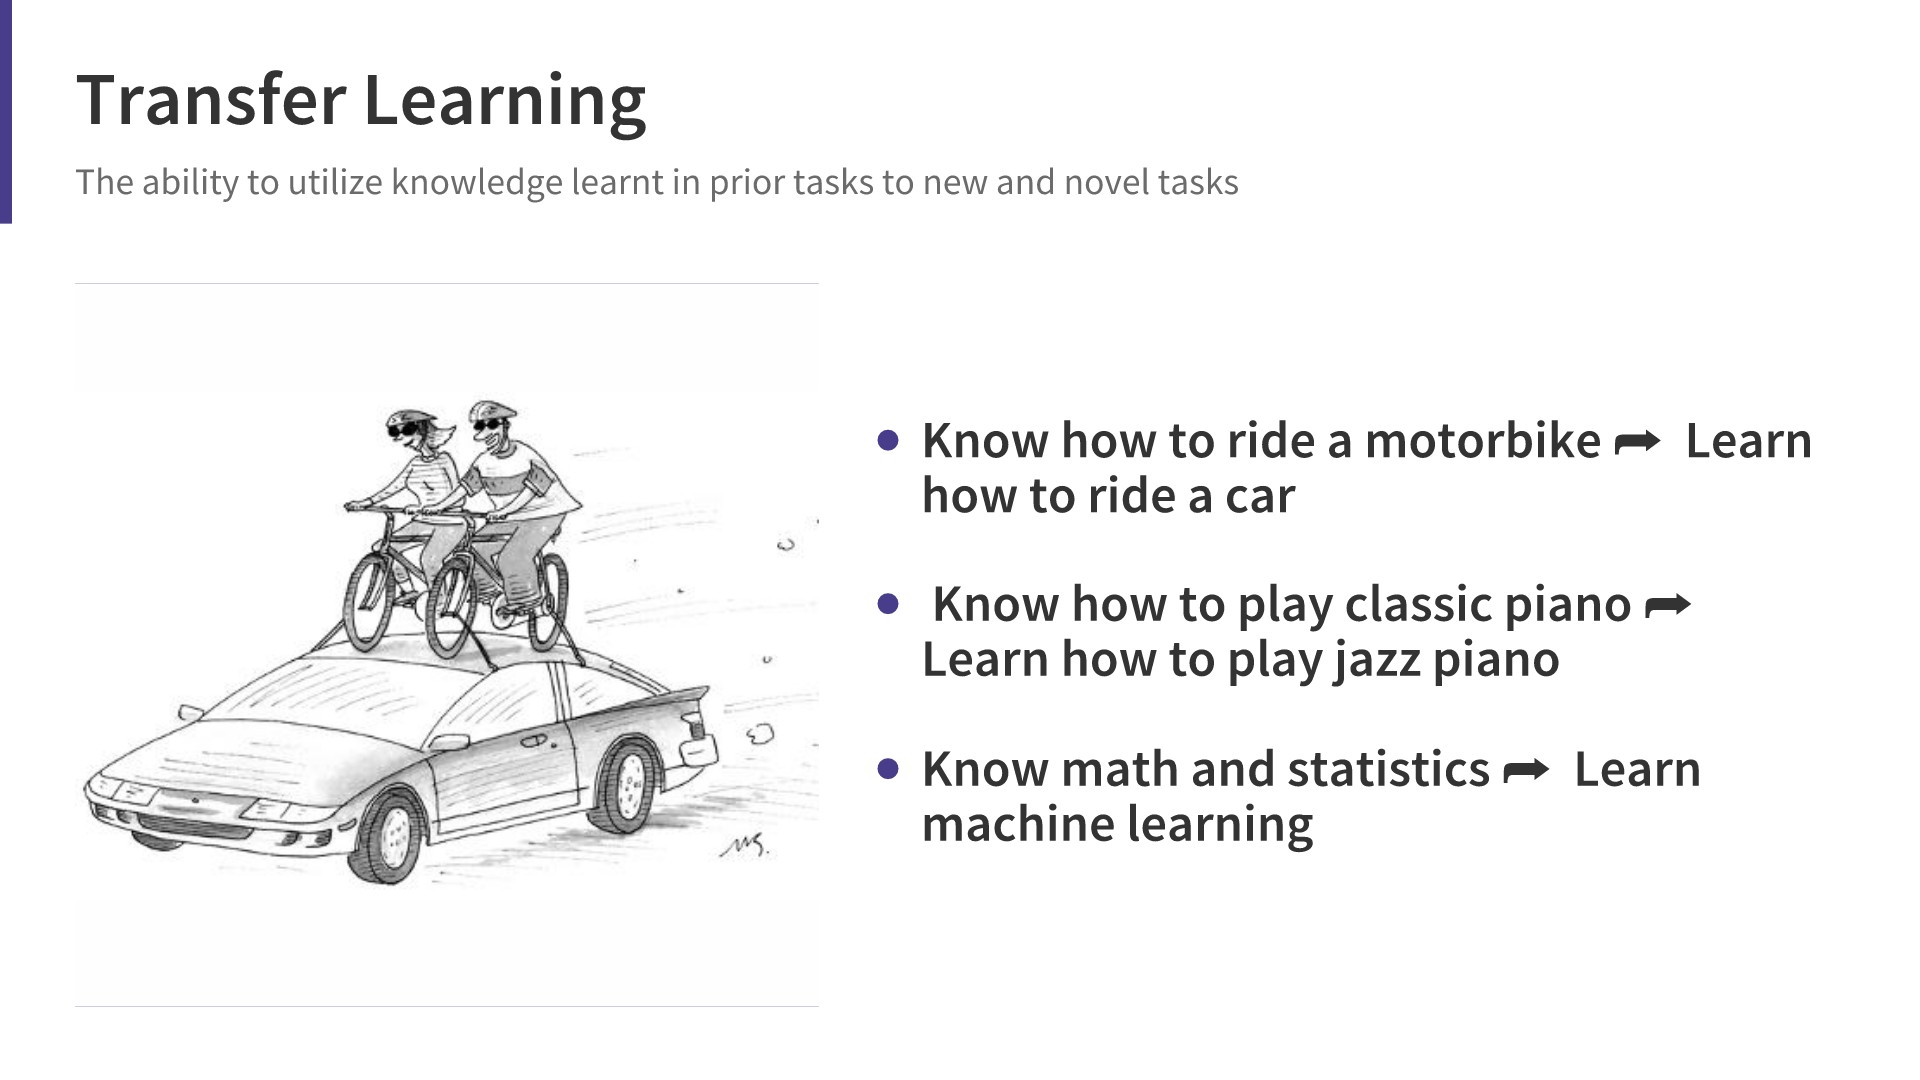 Transfer Learning
The ability to utilize knowledge learnt in prior tasks to new and novel tasks
● Know how to ride a motorbike ➦ Learn
how to ride a car
● Know how to play classic piano ➦
Learn how to play jazz piano
● Know math and statistics ➦ Learn
machine learning